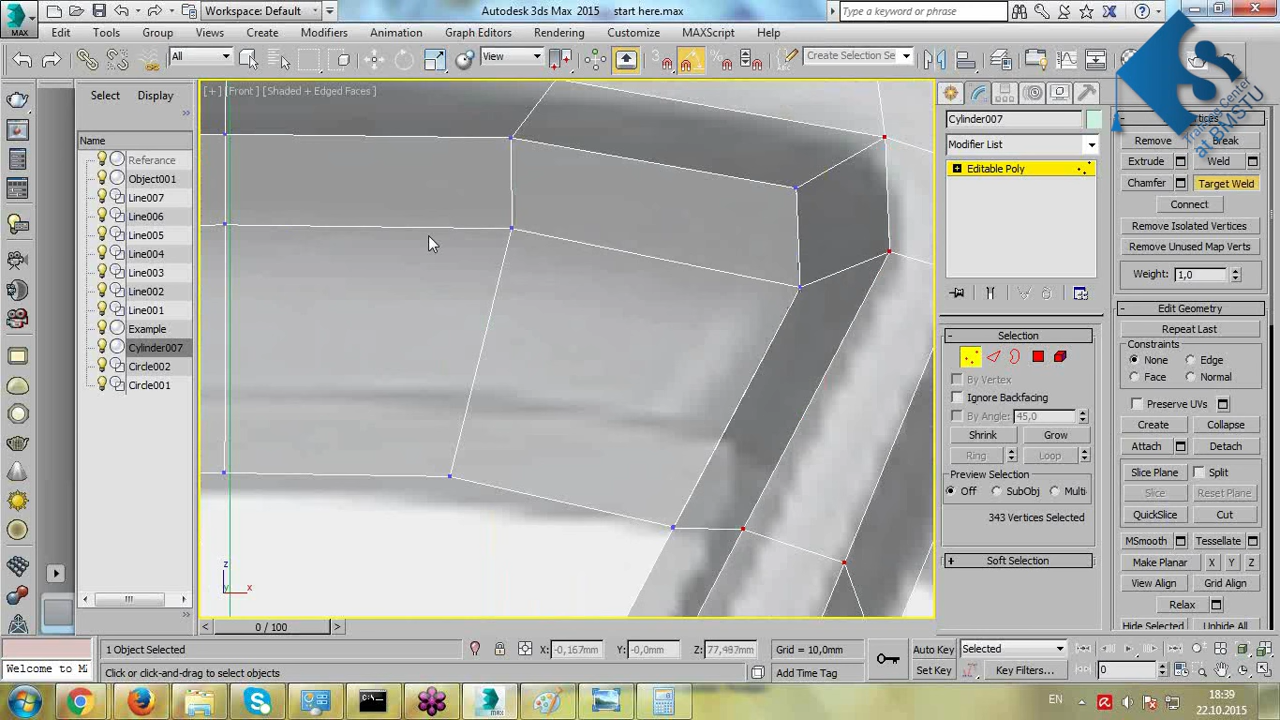 Workspace: Default
Autodesk 3ds Max 2015 start here.max
Type a keyword or phrase
MAX
Edit Tools Group Views Create Modifiers Animation Graph Editors Rendering Customize MAXScript Help
All
View
Create Selection Se
Training Center
at BMSTU
Select Display
Name
Referance
Object001
Line007
Line006
Line005
Line004
Line003
Line002
Line001
Example
Cylinder007
Circle002
Circle001
[+] [Front] [Shaded + Edged Faces]
z
x
y
Cylinder007
Modifier List
Editable Poly
Selection
By Vertex
Ignore Backfacing
By Angle: 45,0
Shrink Grow
Ring Loop
Preview Selection
Off SubObj Multi
343 Vertices Selected
Soft Selection
Vertices
Remove Break
Extrude Weld
Chamfer Target Weld
Connect
Remove Isolated Vertices
Remove Unused Map Verts
Weight: 1,0
Edit Geometry
Repeat Last
Constraints
None Edge
Face Normal
Preserve UVs
Create Collapse
Attach Detach
Slice Plane Split
Slice Reset Plane
QuickSlice Cut
MSmooth Tessellate
Make Planar X Y Z
View Align Grid Align
Relax
Hide Selected Unhide All
0 / 100
1 Object Selected
X: -0,167mm Y: -0,0mm Z: 77,987mm
Grid = 10,0mm
Auto Key Selected
Welcome to M
Click or click-and-drag to select objects
Add Time Tag
Set Key Key Filters...
0
EN
18:39
22.10.2015